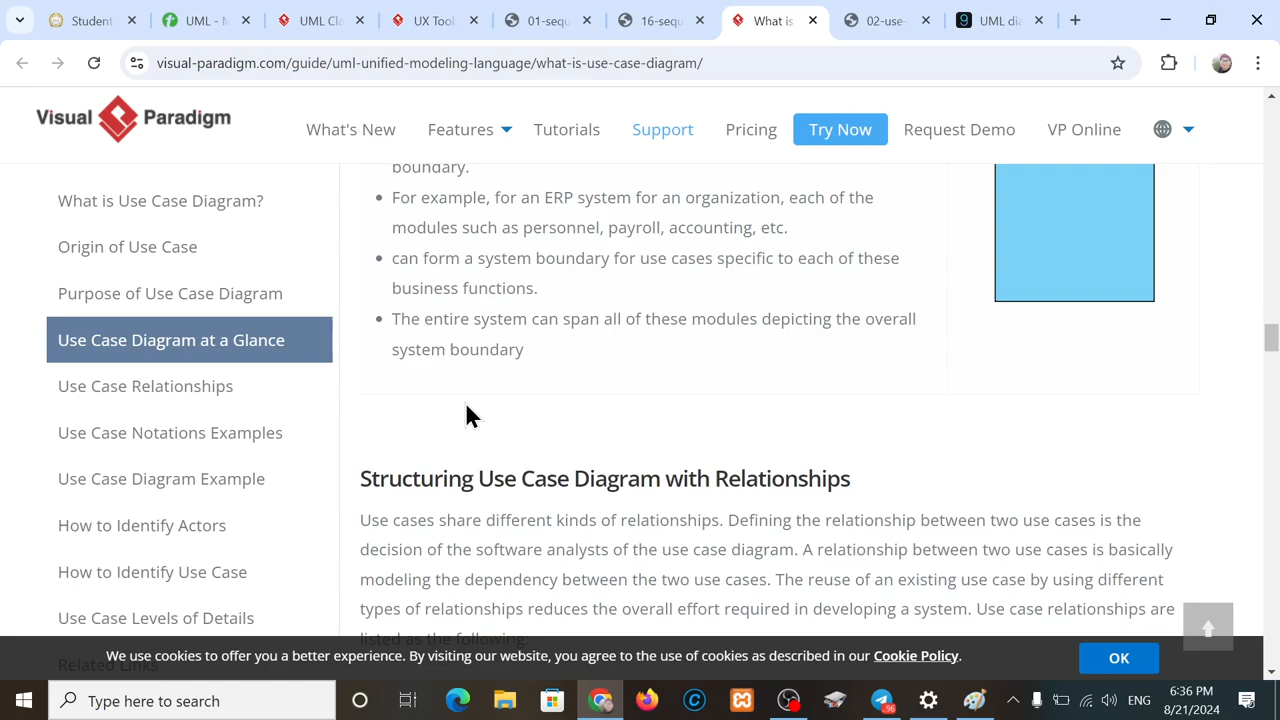 Student
UML - N
UML Cla
UX Tool
01-sequ
16-sequ
What is
02-use-
UML di
visual-paradigm.com/guide/uml-unified-modeling-language/what-is-use-case-diagram/
Visual Paradigm
What's New
Features
Tutorials
Support
Pricing
Try Now
Request Demo
VP Online
What is Use Case Diagram?
Origin of Use Case
Purpose of Use Case Diagram
Use Case Diagram at a Glance
Use Case Relationships
Use Case Notations Examples
Use Case Diagram Example
How to Identify Actors
How to Identify Use Case
Use Case Levels of Details
Related Links
boundary.
• For example, for an ERP system for an organization, each of the
modules such as personnel, payroll, accounting, etc.
• can form a system boundary for use cases specific to each of these
business functions.
• The entire system can span all of these modules depicting the overall
system boundary
Structuring Use Case Diagram with Relationships
Use cases share different kinds of relationships. Defining the relationship between two use cases is the
decision of the software analysts of the use case diagram. A relationship between two use cases is basically
modeling the dependency between the two use cases. The reuse of an existing use case by using different
types of relationships reduces the overall effort required in developing a system. Use case relationships are
listed as the following:
We use cookies to offer you a better experience. By visiting our website, you agree to the use of cookies as described in our Cookie Policy.
OK
Type here to search
96
ENG
6:36 PM
8/21/2024